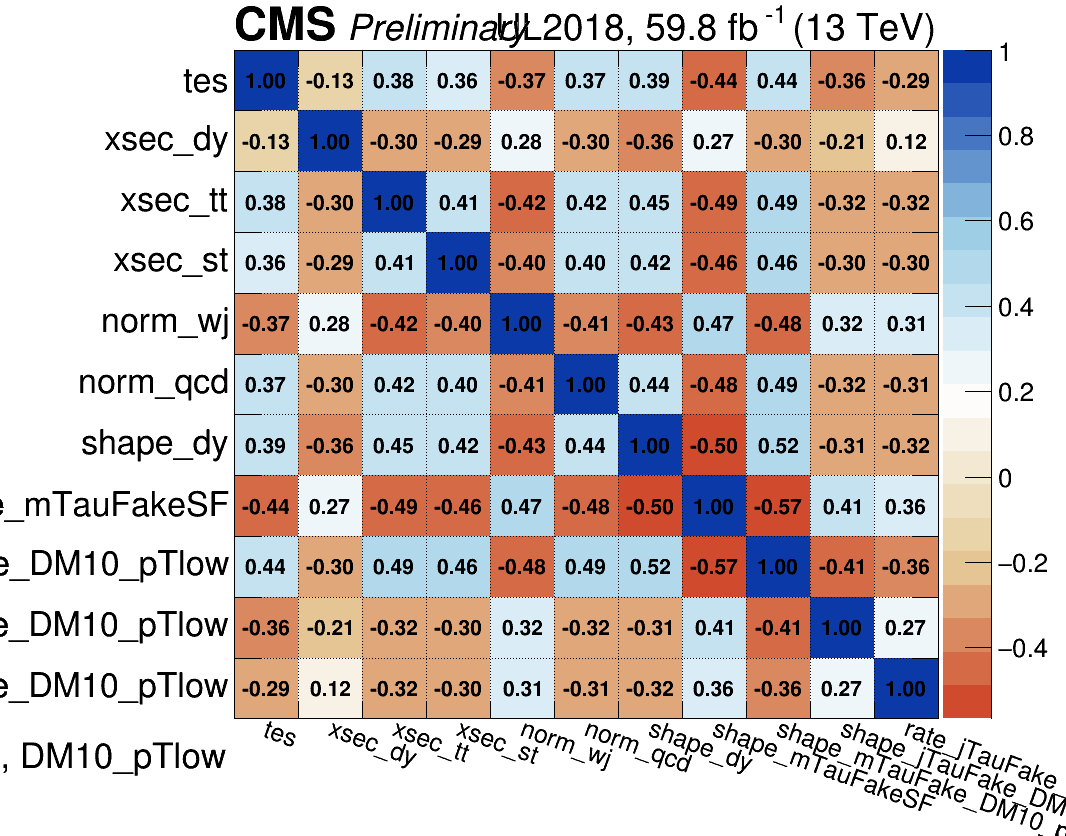 CMS Preliminary UL2018, 59.8 fb⁻¹ (13 TeV)
tes 1.00 -0.13 0.38 0.36 -0.37 0.37 0.39 -0.44 0.44 -0.36 -0.29
xsec_dy -0.13 1.00 -0.30 -0.29 0.28 -0.30 -0.36 0.27 -0.30 -0.21 0.12
xsec_tt 0.38 -0.30 1.00 0.41 -0.42 0.42 0.45 -0.49 0.49 -0.32 -0.32
xsec_st 0.36 -0.29 0.41 1.00 -0.40 0.40 0.42 -0.46 0.46 -0.30 -0.30
norm_wj -0.37 0.28 -0.42 -0.40 1.00 -0.41 -0.43 0.47 -0.48 0.32 0.31
norm_qcd 0.37 -0.30 0.42 0.40 -0.41 1.00 0.44 -0.48 0.49 -0.32 -0.31
shape_dy 0.39 -0.36 0.45 0.42 -0.43 0.44 1.00 -0.50 0.52 -0.31 -0.32
e_mTauFakeSF -0.44 0.27 -0.49 -0.46 0.47 -0.48 -0.50 1.00 -0.57 0.41 0.36
e_DM10_pTlow 0.44 -0.30 0.49 0.46 -0.48 0.49 0.52 -0.57 1.00 -0.41 -0.36
e_DM10_pTlow -0.36 -0.21 -0.32 -0.30 0.32 -0.32 -0.31 0.41 -0.41 1.00 0.27
e_DM10_pTlow -0.29 0.12 -0.32 -0.30 0.31 -0.31 -0.32 0.36 -0.36 0.27 1.00
1
0.8
0.6
0.4
0.2
0
−0.2
−0.4
tes
xsec_dy
xsec_tt
xsec_st
norm_wj
norm_qcd
shape_dy
shape_mTauFakeSF
shape_mTauFake_DM10_p
shape_jTauFake_DM
rate_jTauFake_
, DM10_pTlow